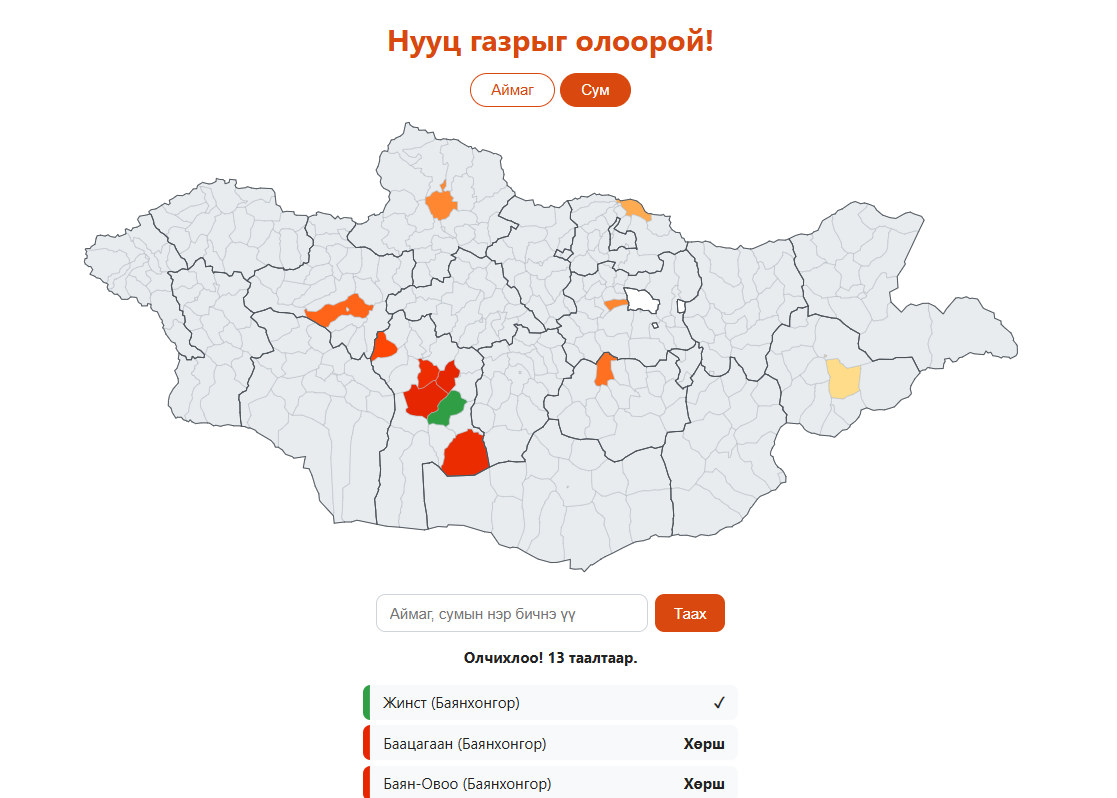 Нууц газрыг олоорой!
Аймаг Сум
Аймаг, сумын нэр бичнэ үү Таах
Олчихлоо! 13 таалтаар.
Жинст (Баянхонгор) ✓
Баацагаан (Баянхонгор) Хөрш
Баян-Овоо (Баянхонгор) Хөрш